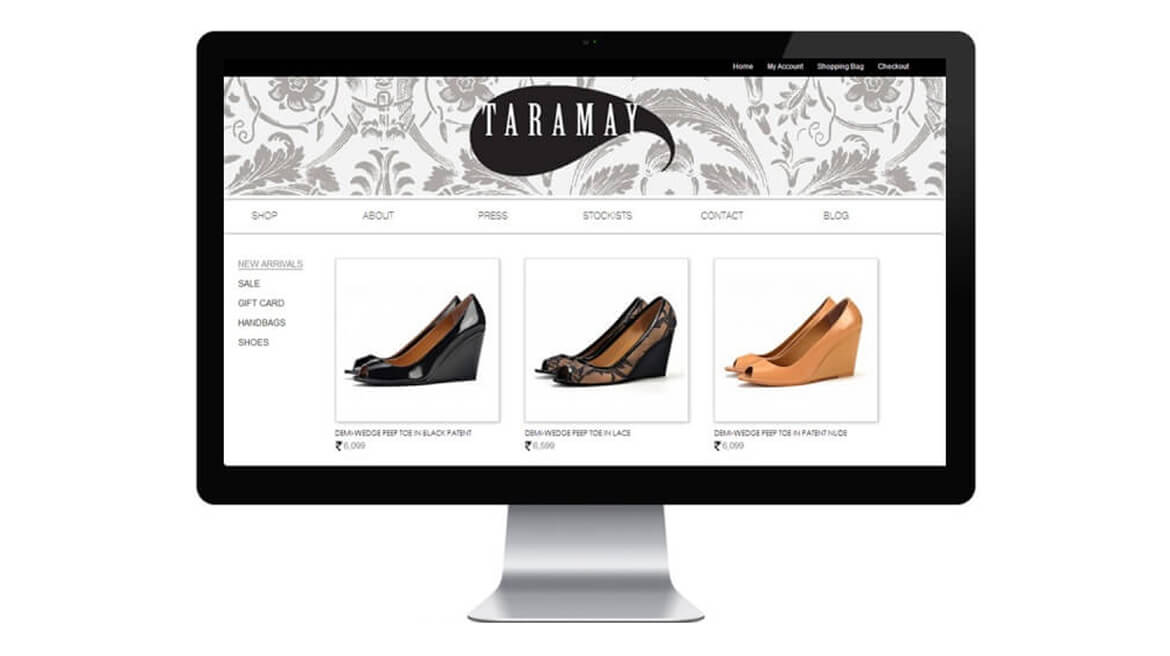 Home My Account Shopping Bag Checkout
TARAMAY
SHOP ABOUT PRESS STOCKISTS CONTACT BLOG
NEW ARRIVALS
SALE
GIFT CARD
HANDBAGS
SHOES
DEMI-WEDGE PEEP TOE IN BLACK PATENT
₹ 6,099
DEMI-WEDGE PEEP TOE IN LACE
₹ 6,599
DEMI-WEDGE PEEP TOE IN PATENT NUDE
₹ 6,099